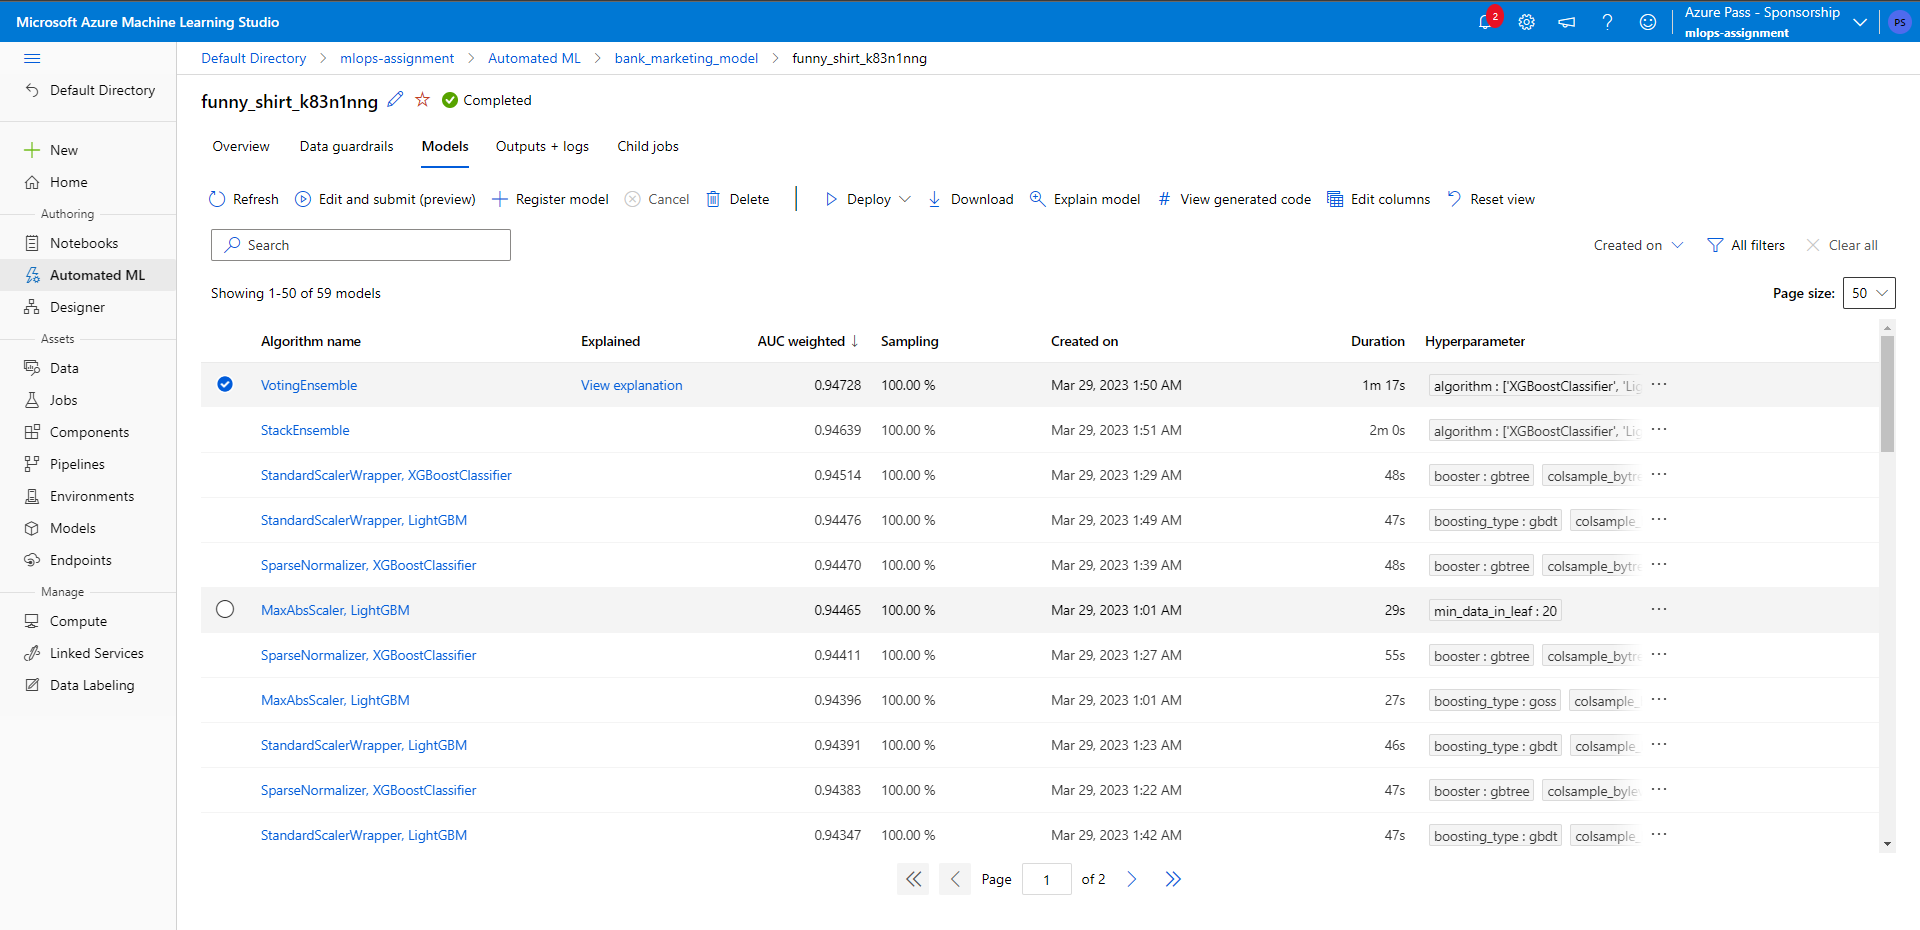 Microsoft Azure Machine Learning Studio
2
Azure Pass - Sponsorship
mlops-assignment
PS
Default Directory > mlops-assignment > Automated ML > bank_marketing_model > funny_shirt_k83n1nng
Default Directory
New
Home
Authoring
Notebooks
Automated ML
Designer
Assets
Data
Jobs
Components
Pipelines
Environments
Models
Endpoints
Manage
Compute
Linked Services
Data Labeling
funny_shirt_k83n1nng Completed
Overview Data guardrails Models Outputs + logs Child jobs
Refresh Edit and submit (preview) Register model Cancel Delete Deploy Download Explain model # View generated code Edit columns Reset view
Search Created on All filters Clear all
Showing 1-50 of 59 models Page size: 50
Algorithm name Explained AUC weighted ↓ Sampling Created on Duration Hyperparameter
VotingEnsemble View explanation 0.94728 100.00 % Mar 29, 2023 1:50 AM 1m 17s algorithm : ['XGBoostClassifier', 'Lig ...
StackEnsemble 0.94639 100.00 % Mar 29, 2023 1:51 AM 2m 0s algorithm : ['XGBoostClassifier', 'Lig ...
StandardScalerWrapper, XGBoostClassifier 0.94514 100.00 % Mar 29, 2023 1:29 AM 48s booster : gbtree colsample_bytre ...
StandardScalerWrapper, LightGBM 0.94476 100.00 % Mar 29, 2023 1:49 AM 47s boosting_type : gbdt colsample_ ...
SparseNormalizer, XGBoostClassifier 0.94470 100.00 % Mar 29, 2023 1:39 AM 48s booster : gbtree colsample_bytre ...
MaxAbsScaler, LightGBM 0.94465 100.00 % Mar 29, 2023 1:01 AM 29s min_data_in_leaf : 20 ...
SparseNormalizer, XGBoostClassifier 0.94411 100.00 % Mar 29, 2023 1:27 AM 55s booster : gbtree colsample_bytre ...
MaxAbsScaler, LightGBM 0.94396 100.00 % Mar 29, 2023 1:01 AM 27s boosting_type : goss colsample_ ...
StandardScalerWrapper, LightGBM 0.94391 100.00 % Mar 29, 2023 1:23 AM 46s boosting_type : gbdt colsample_ ...
SparseNormalizer, XGBoostClassifier 0.94383 100.00 % Mar 29, 2023 1:22 AM 47s booster : gbtree colsample_byleve ...
StandardScalerWrapper, LightGBM 0.94347 100.00 % Mar 29, 2023 1:42 AM 47s boosting_type : gbdt colsample_ ...
Page 1 of 2